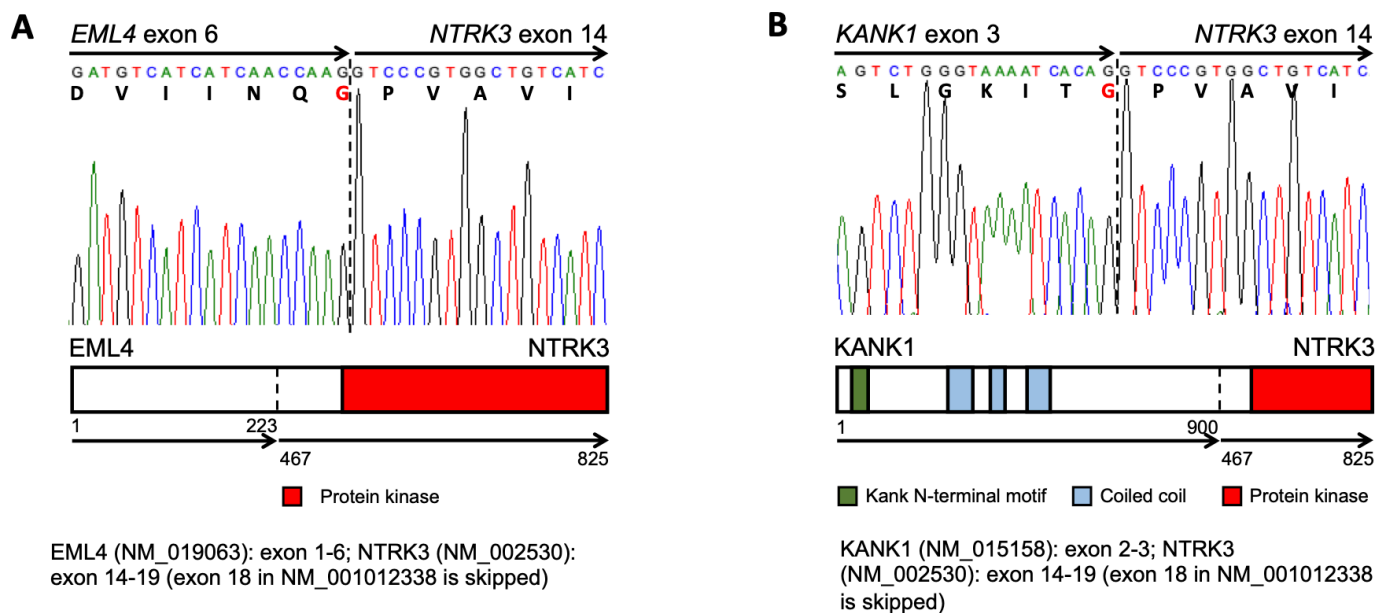 A
EML4 exon 6 NTRK3 exon 14
GATGTCATCATCAACCAAGGTCCCGTGGCTGTCATC
D V I I N Q G P V A V I
EML4 NTRK3
1 223
467 825
Protein kinase
EML4 (NM_019063): exon 1-6; NTRK3 (NM_002530):
exon 14-19 (exon 18 in NM_001012338 is skipped)
B
KANK1 exon 3 NTRK3 exon 14
AGTCTGGGTAAAATCACAGGTCCCGTGGCTGTCATC
S L G K I T G P V A V I
KANK1 NTRK3
1 900
467 825
Kank N-terminal motif Coiled coil Protein kinase
KANK1 (NM_015158): exon 2-3; NTRK3
(NM_002530): exon 14-19 (exon 18 in NM_001012338
is skipped)